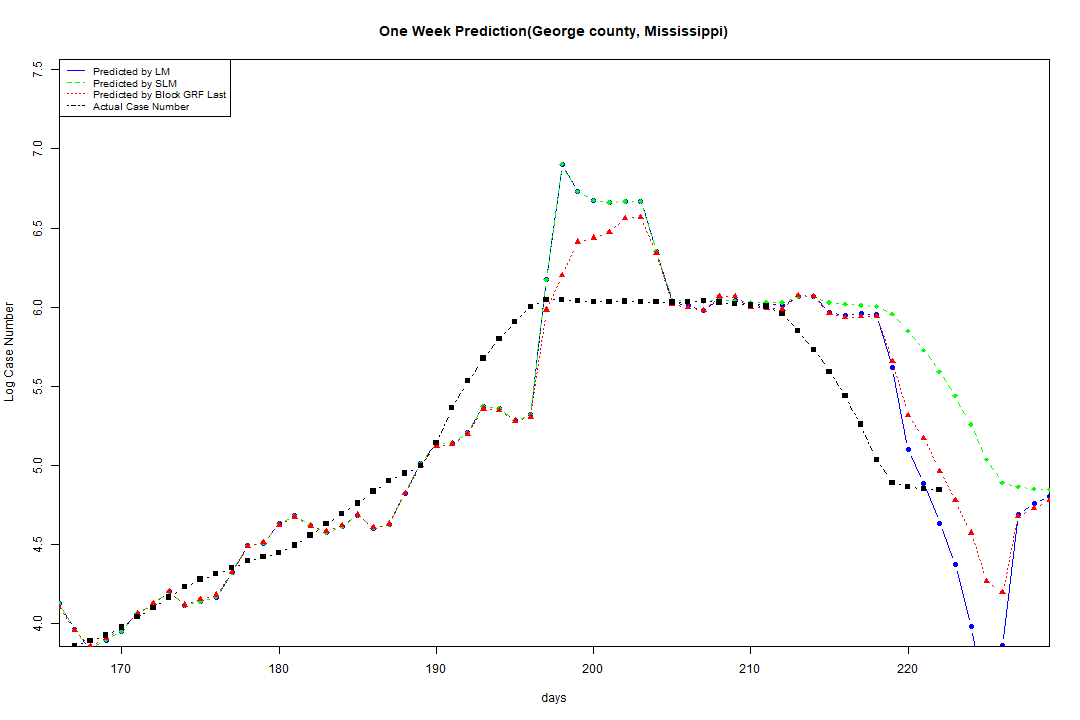 One Week Prediction(George county, Mississippi)
Predicted by LM
Predicted by SLM
Predicted by Block GRF Last
Actual Case Number
7.5
7.0
6.5
6.0
5.5
5.0
4.5
4.0
Log Case Number
170 180 190 200 210 220
days